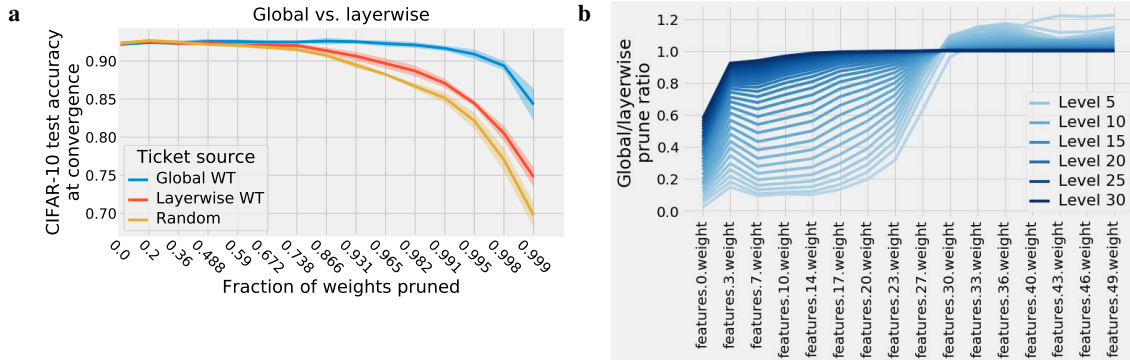 a
Global vs. layerwise
CIFAR-10 test accuracy
at convergence
0.90
0.85
0.80
0.75
0.70
Ticket source
Global WT
Layerwise WT
Random
0.0
0.2
0.36
0.488
0.59
0.672
0.738
0.866
0.931
0.965
0.982
0.991
0.995
0.998
0.999
Fraction of weights pruned
b
Global/layerwise
prune ratio
1.2
1.0
0.8
0.6
0.4
0.2
0.0
Level 5
Level 10
Level 15
Level 20
Level 25
Level 30
features.0.weight
features.3.weight
features.7.weight
features.10.weight
features.14.weight
features.17.weight
features.20.weight
features.23.weight
features.27.weight
features.30.weight
features.33.weight
features.36.weight
features.40.weight
features.43.weight
features.46.weight
features.49.weight